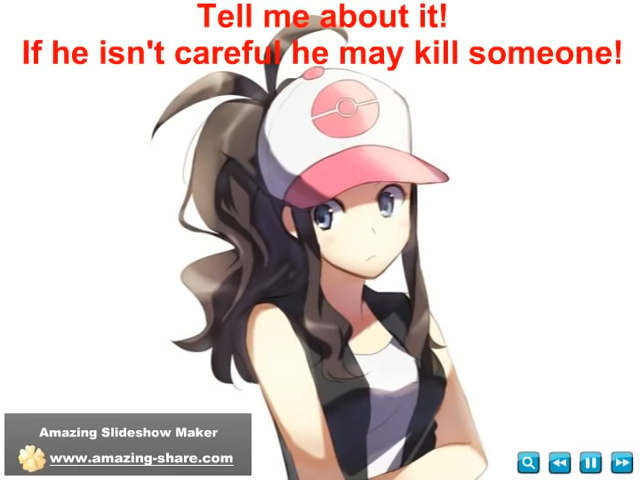 Tell me about it!
If he isn't careful he may kill someone!
Amazing Slideshow Maker
www.amazing-share.com